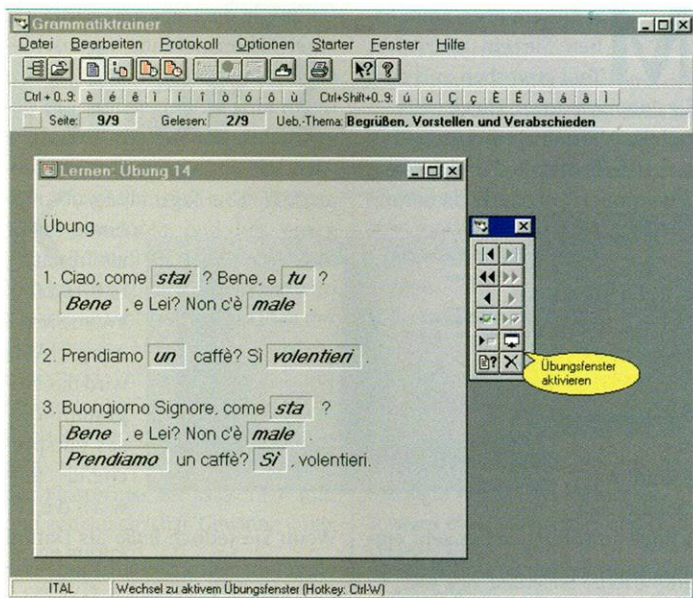 Grammatiktrainer
Datei Bearbeiten Protokoll Optionen Starter Fenster Hilfe
Ctrl + 0..9: è é ê ì í î ò ó ô ù Ctrl+Shift+0..9: ú û Ç ç È É à á â Ì
Seite: 9/9 Gelesen: 2/9 Ueb.-Thema: Begrüßen, Vorstellen und Verabschieden
Lernen: Übung 14
Übung
1. Ciao, come stai ? Bene, e tu ?
Bene , e Lei? Non c'è male .
2. Prendiamo un caffè? Sì volentieri .
3. Buongiorno Signore, come sta ?
Bene , e Lei? Non c'è male .
Prendiamo un caffè? Sì , volentieri.
Übungsfenster
aktivieren
ITAL Wechsel zu aktivem Übungsfenster (Hotkey: Ctrl-W)